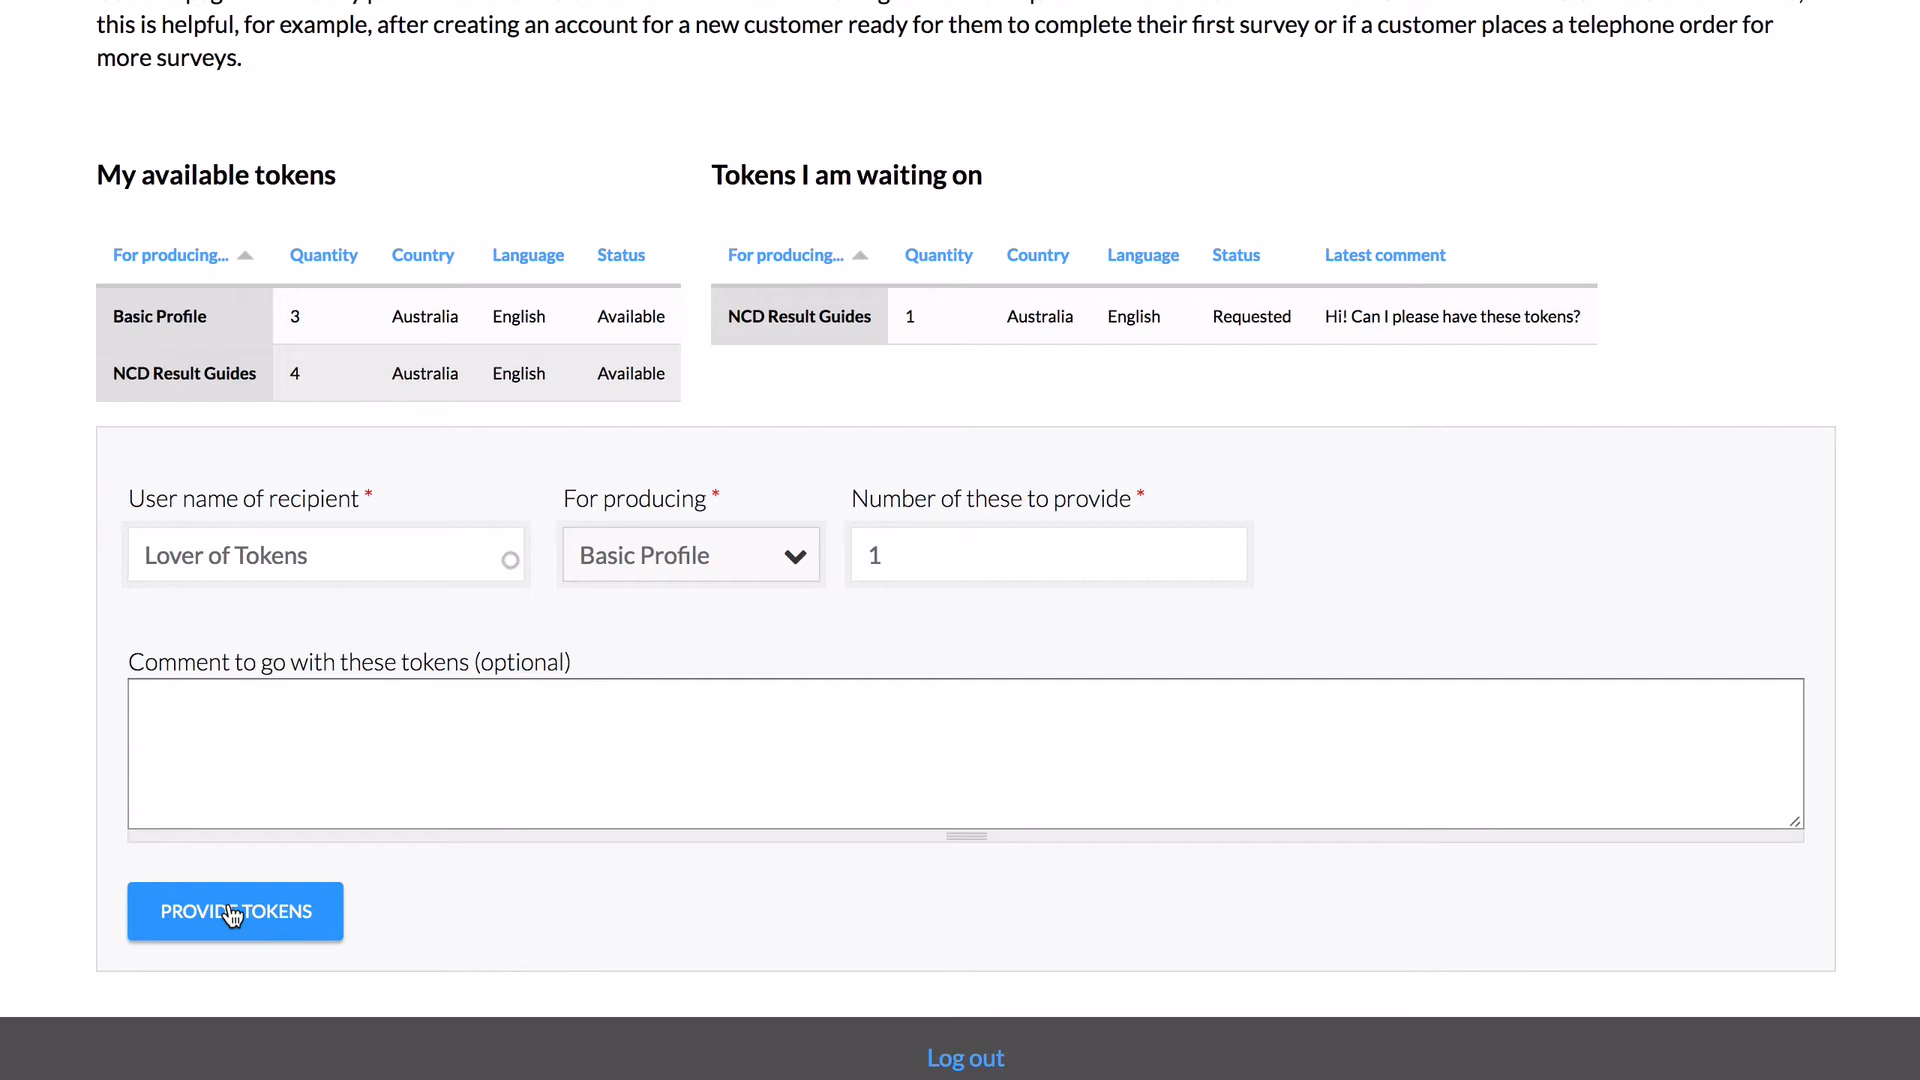 this is helpful, for example, after creating an account for a new customer ready for them to complete their first survey or if a customer places a telephone order for
more surveys.
My available tokens
Tokens I am waiting on
For producing... Quantity Country Language Status
Basic Profile 3 Australia English Available
NCD Result Guides 4 Australia English Available
For producing... Quantity Country Language Status Latest comment
NCD Result Guides 1 Australia English Requested Hi! Can I please have these tokens?
User name of recipient * For producing * Number of these to provide *
Lover of Tokens Basic Profile 1
Comment to go with these tokens (optional)
PROVIDE TOKENS
Log out